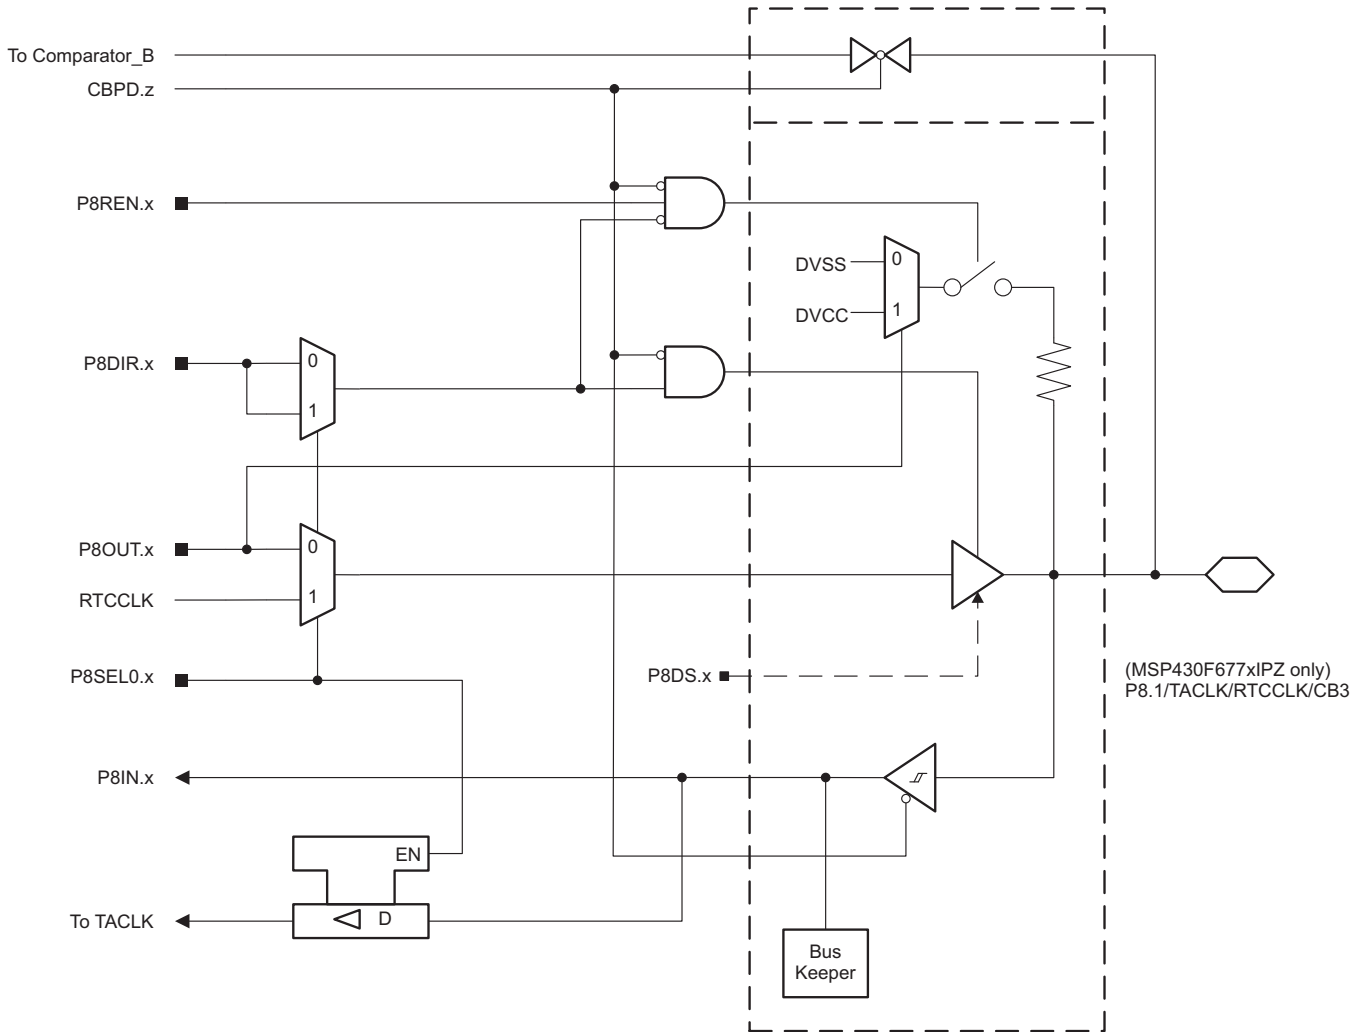 To Comparator_B
CBPD.z
P8REN.x
DVSS
0
DVCC
1
P8DIR.x
0
1
P8OUT.x
0
RTCCLK
1
P8SEL0.x
P8DS.x
(MSP430F677xIPZ only)
P8.1/TACLK/RTCCLK/CB3
P8IN.x
EN
To TACLK
D
Bus
Keeper